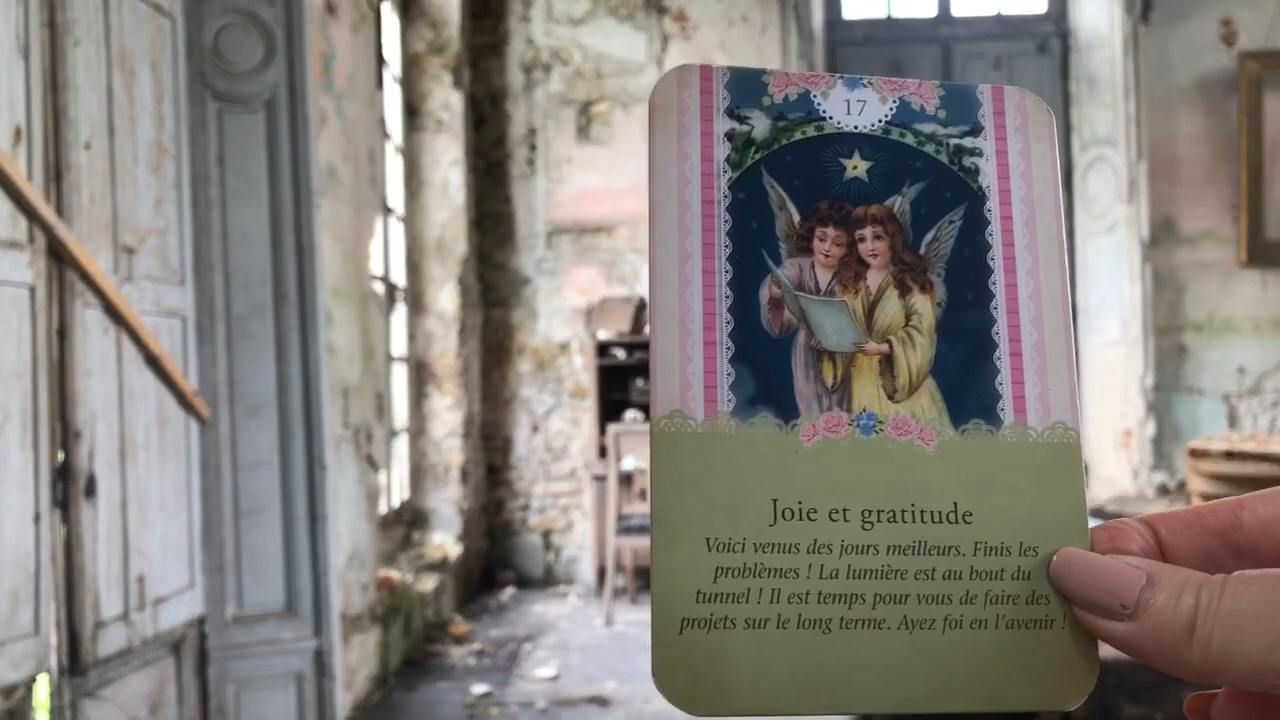 17
Joie et gratitude
Voici venus des jours meilleurs. Finis les
problèmes ! La lumière est au bout du
tunnel ! Il est temps pour vous de faire des
projets sur le long terme. Ayez foi en l'avenir !